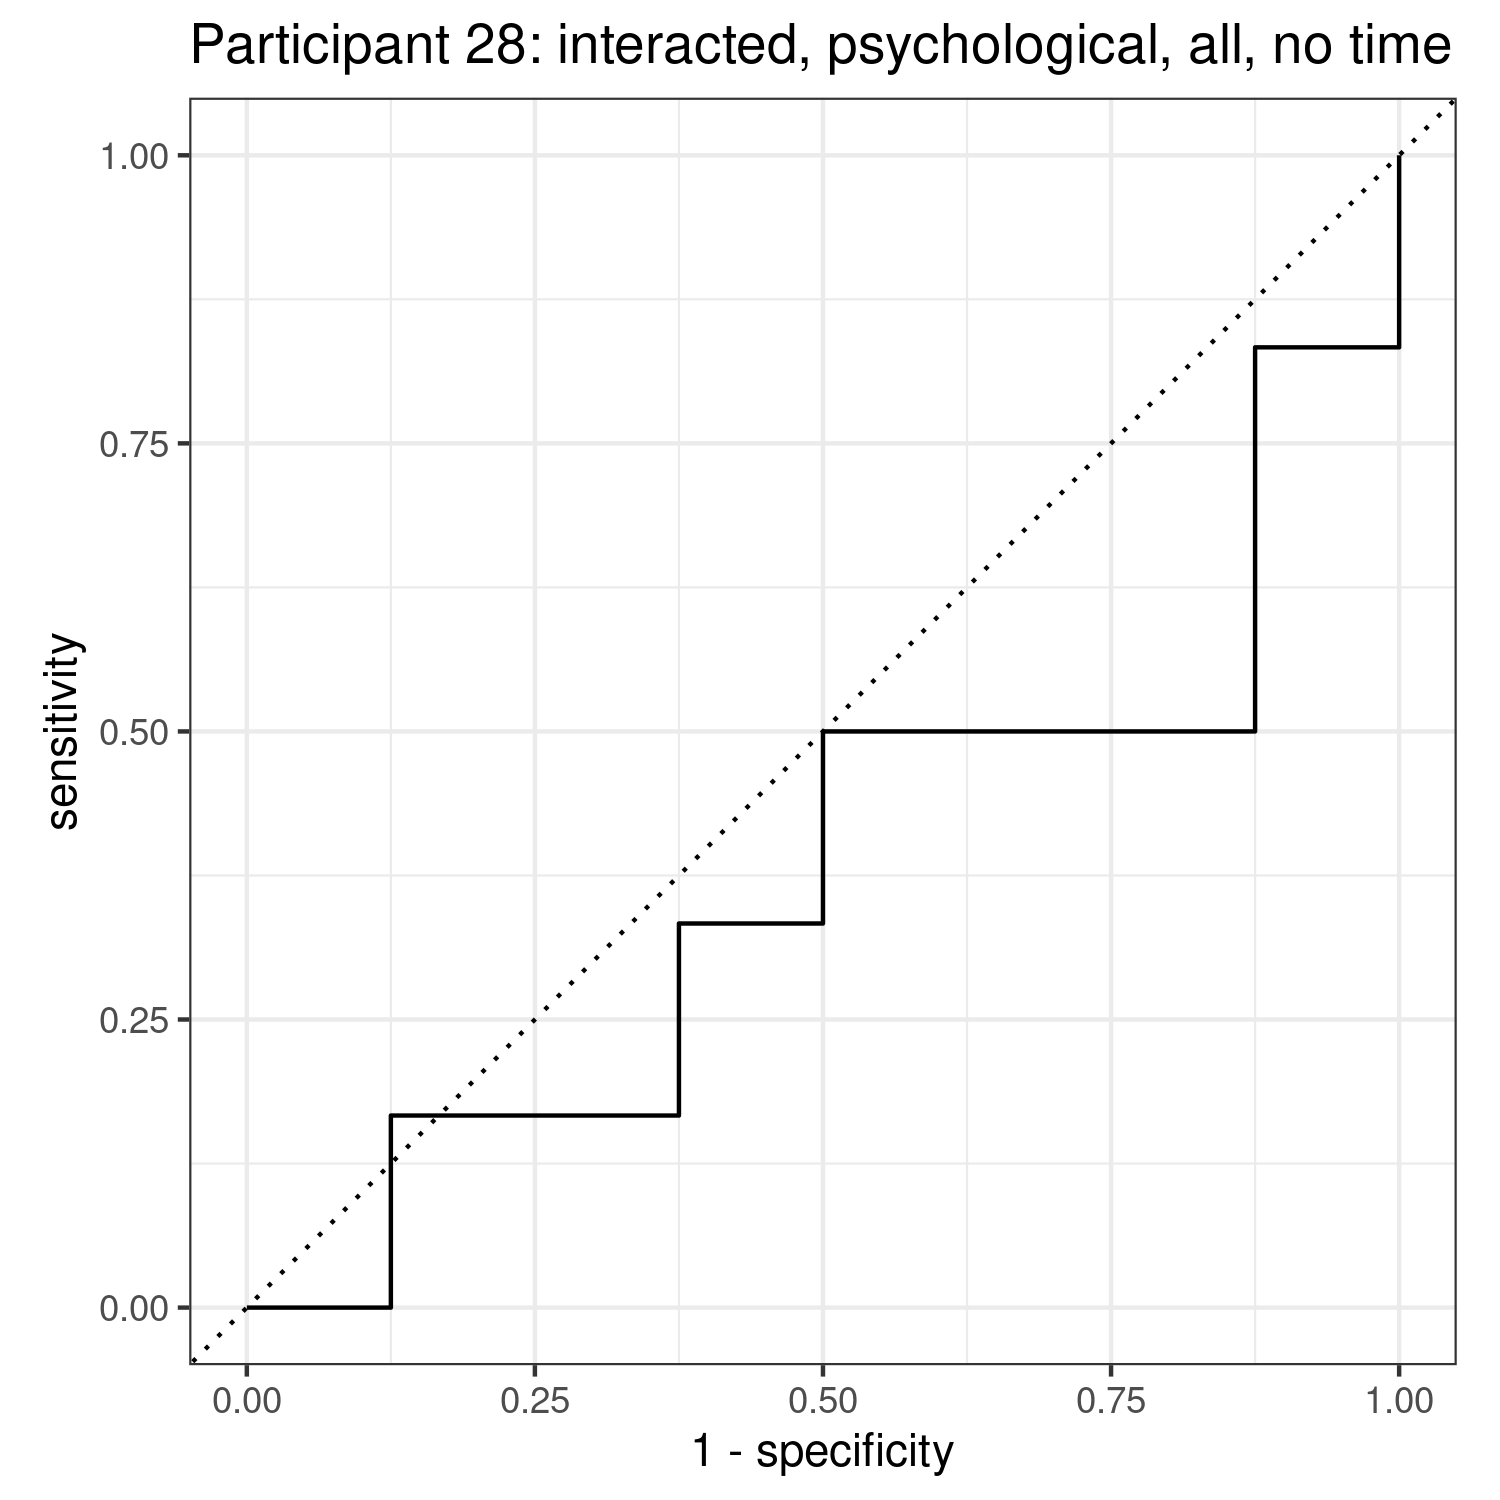 Participant 28: interacted, psychological, all, no time
1.00
0.75
0.50
0.25
0.00
sensitivity
0.00 0.25 0.50 0.75 1.00
1 - specificity